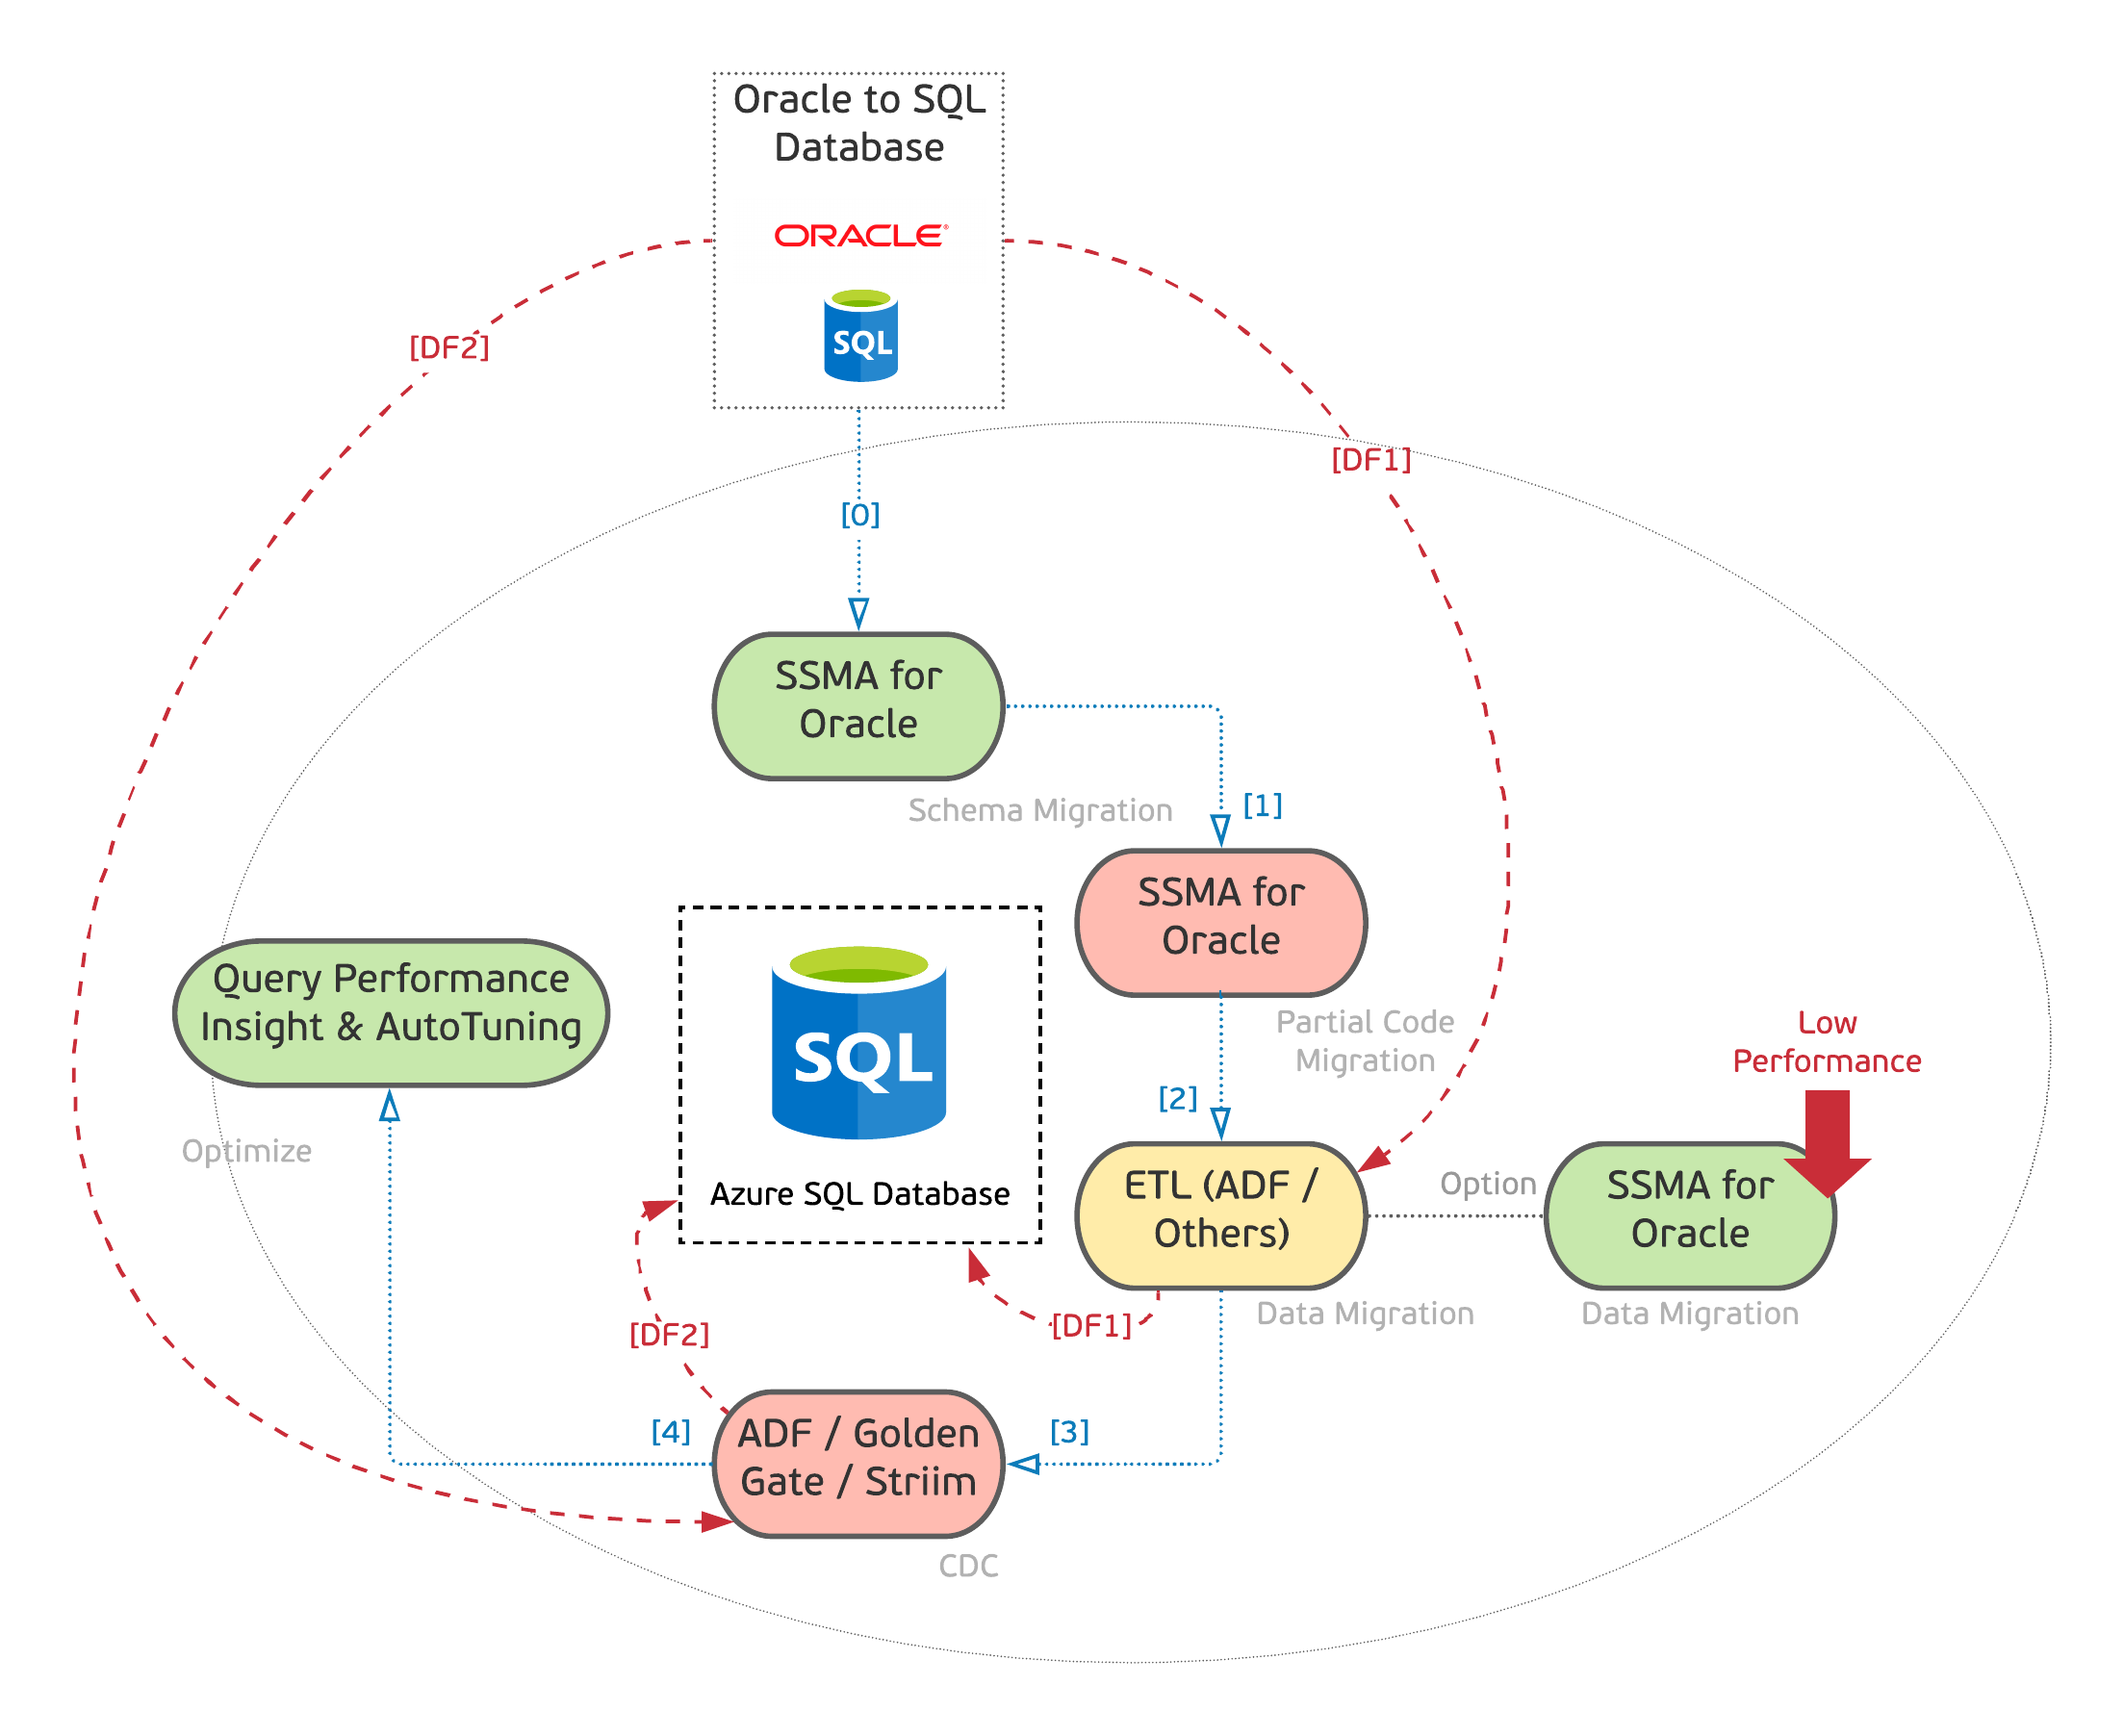 Oracle to SQL
Database
ORACLE®
SQL
[DF2]
[DF1]
[0]
SSMA for
Oracle
Schema Migration
[1]
SSMA for
Oracle
Partial Code
Migration
Query Performance
Insight & AutoTuning
Optimize
SQL
Azure SQL Database
[2]
Low
Performance
ETL (ADF /
Others)
Option
SSMA for
Oracle
Data Migration
Data Migration
[DF2]
[DF1]
[4]
ADF / Golden
Gate / Striim
[3]
CDC